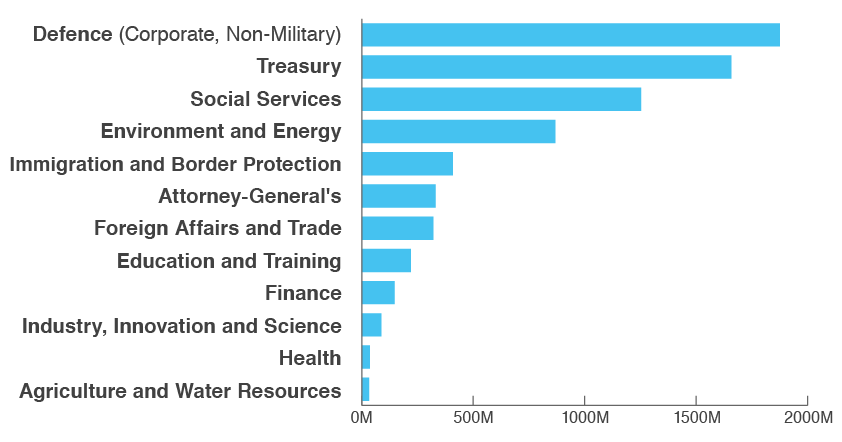 Defence (Corporate, Non-Military)
Treasury
Social Services
Environment and Energy
Immigration and Border Protection
Attorney-General's
Foreign Affairs and Trade
Education and Training
Finance
Industry, Innovation and Science
Health
Agriculture and Water Resources
0M 500M 1000M 1500M 2000M